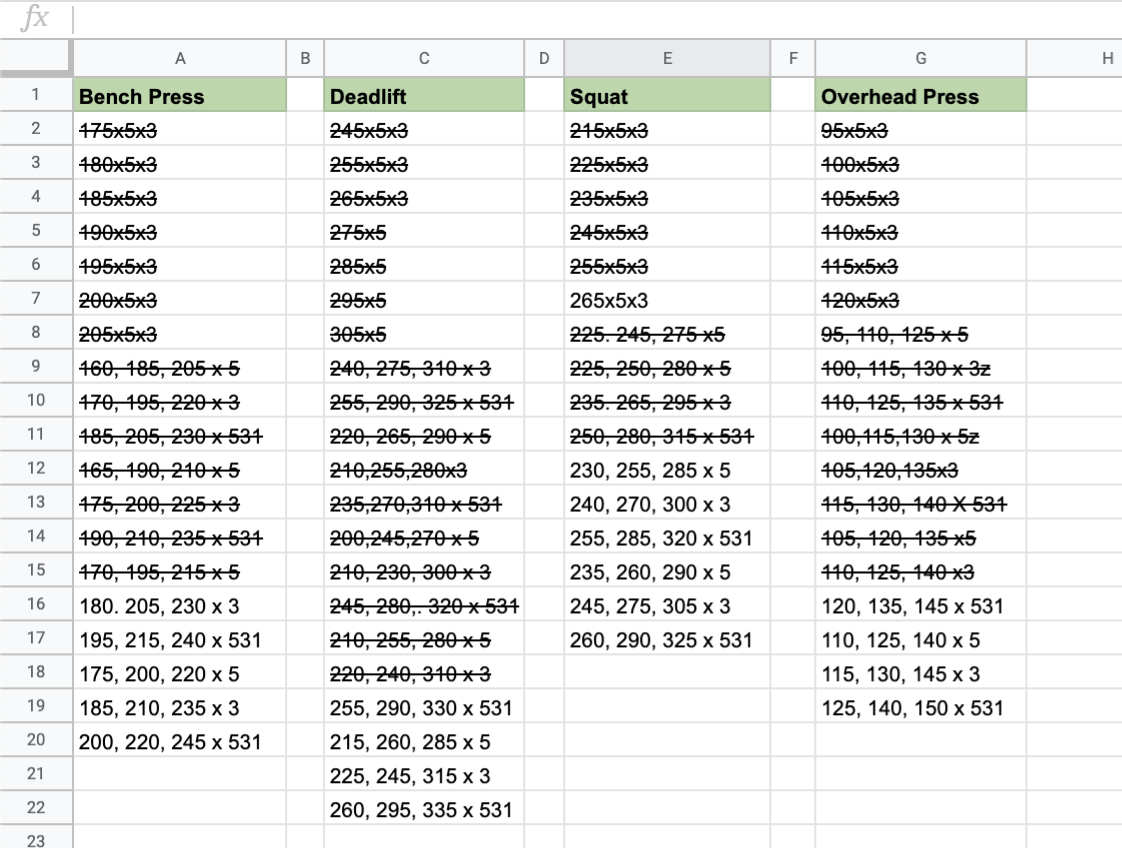 fx
A B C D E F G H
1 Bench Press Deadlift Squat Overhead Press
2 175x5x3 245x5x3 215x5x3 95x5x3
3 180x5x3 255x5x3 225x5x3 100x5x3
4 185x5x3 265x5x3 235x5x3 105x5x3
5 190x5x3 275x5 245x5x3 110x5x3
6 195x5x3 285x5 255x5x3 115x5x3
7 200x5x3 295x5 265x5x3 120x5x3
8 205x5x3 305x5 225. 245, 275 x5 95, 110, 125 x 5
9 160, 185, 205 x 5 240, 275, 310 x 3 225, 250, 280 x 5 100, 115, 130 x 3z
10 170, 195, 220 x 3 255, 290, 325 x 531 235. 265, 295 x 3 110, 125, 135 x 531
11 185, 205, 230 x 531 220, 265, 290 x 5 250, 280, 315 x 531 100,115,130 x 5z
12 165, 190, 210 x 5 210,255,280x3 230, 255, 285 x 5 105,120,135x3
13 175, 200, 225 x 3 235,270,310 x 531 240, 270, 300 x 3 115, 130, 140 X 531
14 190, 210, 235 x 531 200,245,270 x 5 255, 285, 320 x 531 105, 120, 135 x5
15 170, 195, 215 x 5 210, 230, 300 x 3 235, 260, 290 x 5 110, 125, 140 x3
16 180. 205, 230 x 3 245, 280,. 320 x 531 245, 275, 305 x 3 120, 135, 145 x 531
17 195, 215, 240 x 531 210, 255, 280 x 5 260, 290, 325 x 531 110, 125, 140 x 5
18 175, 200, 220 x 5 220, 240, 310 x 3 115, 130, 145 x 3
19 185, 210, 235 x 3 255, 290, 330 x 531 125, 140, 150 x 531
20 200, 220, 245 x 531 215, 260, 285 x 5
21 225, 245, 315 x 3
22 260, 295, 335 x 531
23